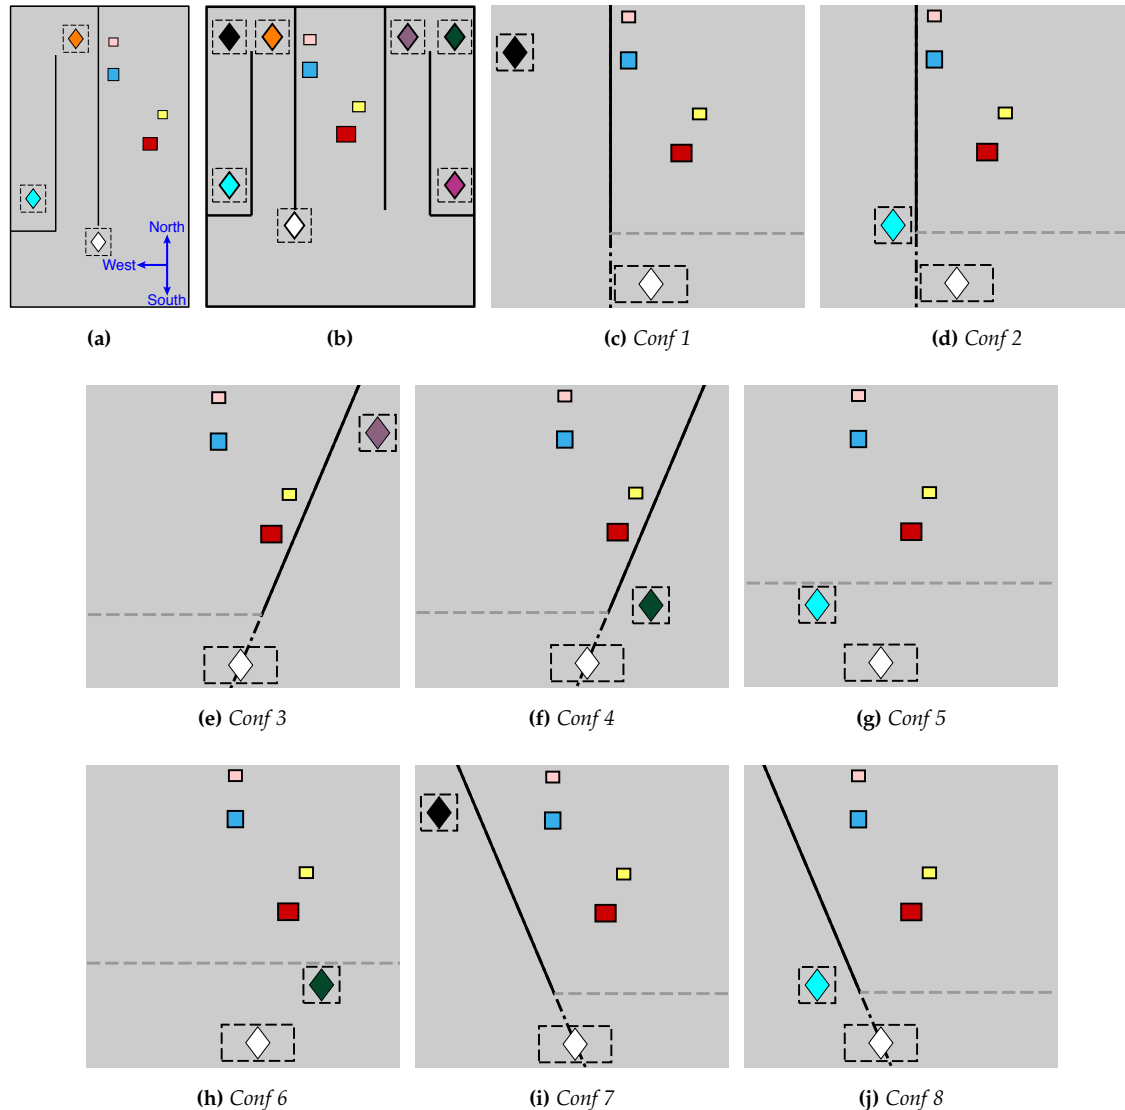 North
West
South
(a)
(b)
(c) Conf 1
(d) Conf 2
(e) Conf 3
(f) Conf 4
(g) Conf 5
(h) Conf 6
(i) Conf 7
(j) Conf 8